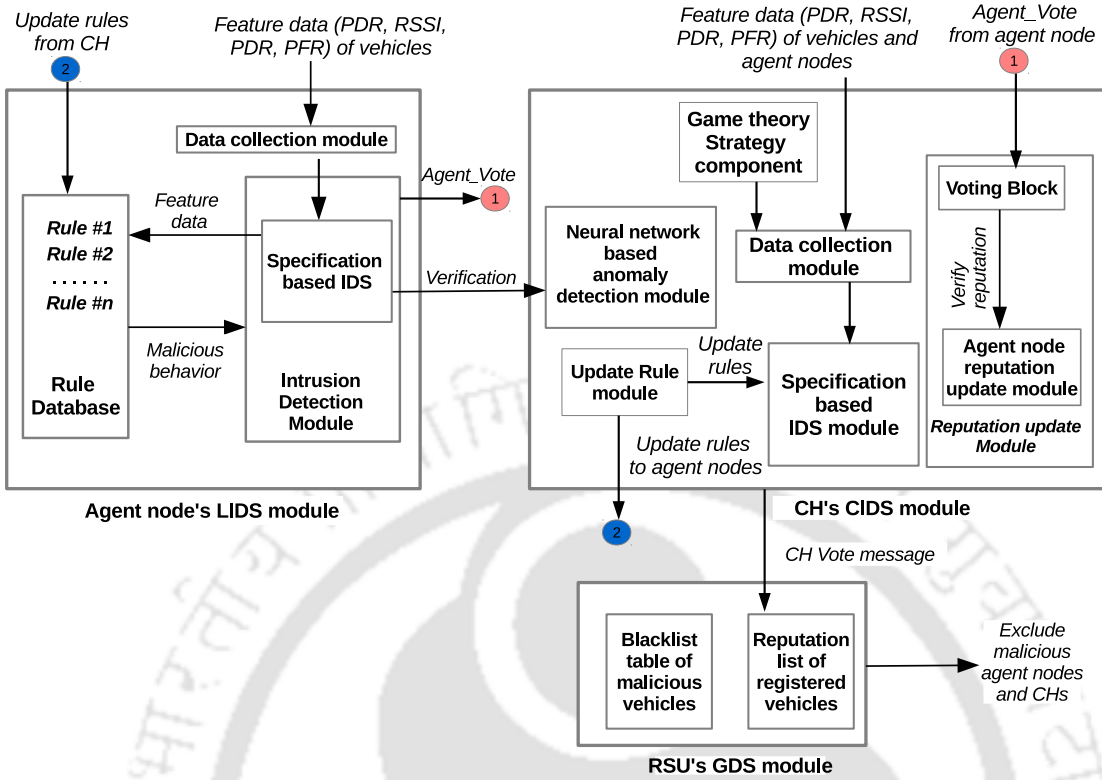 Update rules
from CH
2
Feature data (PDR, RSSI,
PDR, PFR) of vehicles
Data collection module
Agent_Vote
1
Rule #1
Rule #2
. . . . . .
Rule #n
Rule
Database
Feature
data
Malicious
behavior
Specification
based IDS
Intrusion
Detection
Module
Verification
Agent node's LIDS module
Feature data (PDR, RSSI,
PDR, PFR) of vehicles and
agent nodes
Agent_Vote
from agent node
1
Game theory
Strategy
component
Neural network
based
anomaly
detection module
Data collection
module
Voting Block
Verify
reputation
Agent node
reputation
update module
Reputation update
Module
Update Rule
module
Update
rules
Specification
based
IDS module
Update rules
to agent nodes
2
CH's CIDS module
CH Vote message
Blacklist
table of
malicious
vehicles
Reputation
list of
registered
vehicles
Exclude
malicious
agent nodes
and CHs
RSU's GDS module